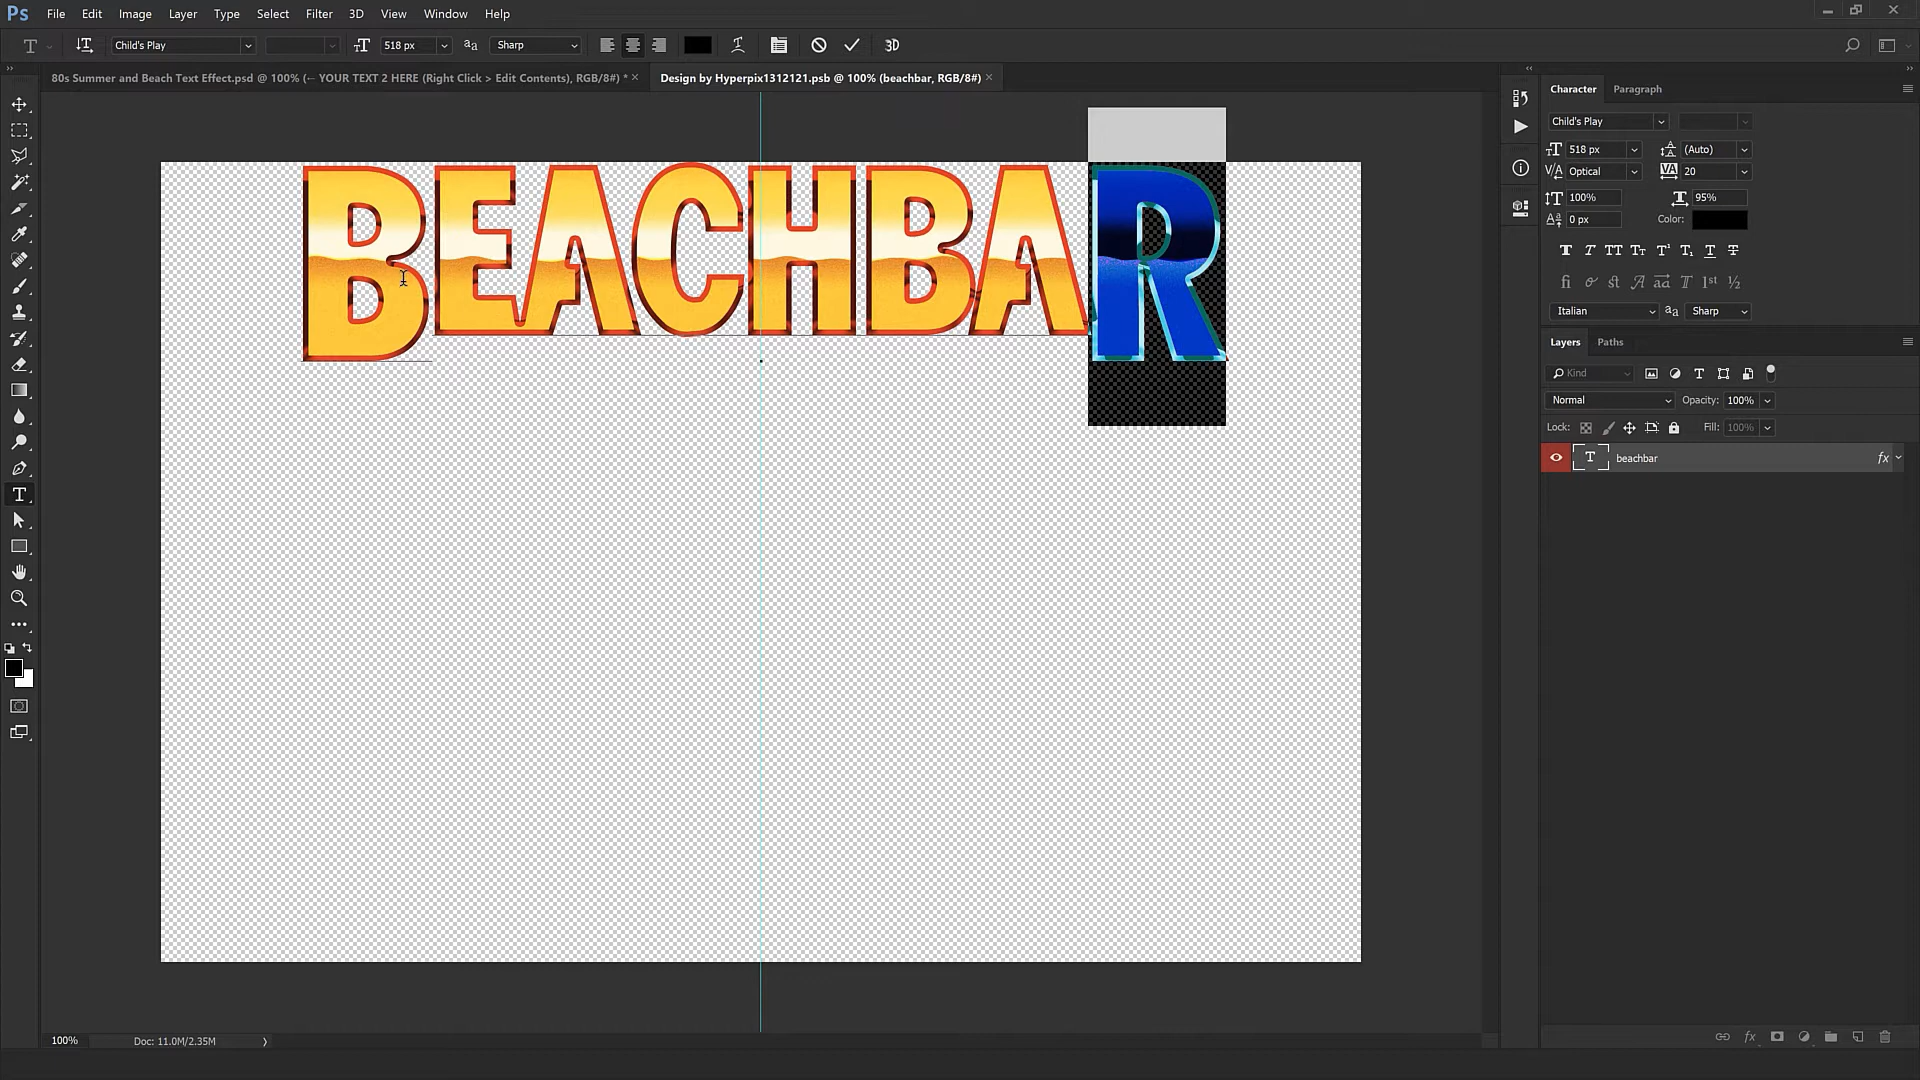 Ps File Edit Image Layer Type Select Filter 3D View Window Help
T Child's Play 518 px Sharp 3D
80s Summer and Beach Text Effect.psd @ 100% (← YOUR TEXT 2 HERE (Right Click > Edit Contents), RGB/8#) * × Design by Hyperpix1312121.psb @ 100% (beachbar, RGB/8#) ×
BEACHBAR
Character Paragraph
Child's Play
518 px (Auto)
Optical 20
100% 95%
0 px Color:
Italian Sharp
Layers Paths
Kind
Normal Opacity: 100%
Lock: Fill: 100%
T beachbar fx
100% Doc: 11.0M/2.35M